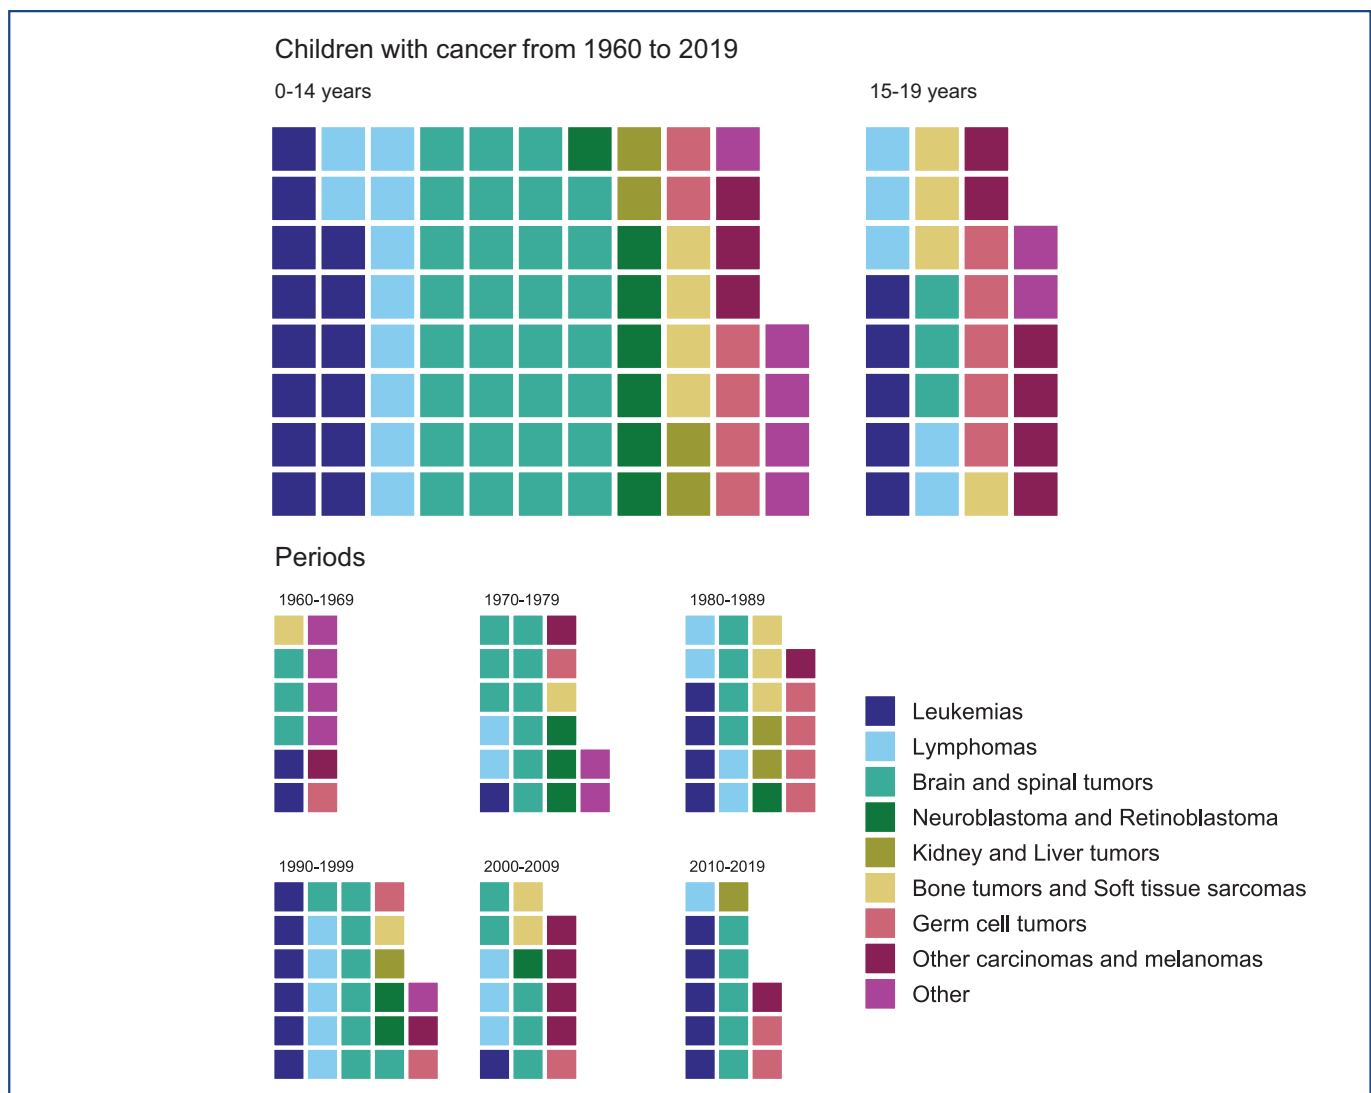 Children with cancer from 1960 to 2019
0-14 years
15-19 years
Periods
1960-1969
1970-1979
1980-1989
1990-1999
2000-2009
2010-2019
Leukemias
Lymphomas
Brain and spinal tumors
Neuroblastoma and Retinoblastoma
Kidney and Liver tumors
Bone tumors and Soft tissue sarcomas
Germ cell tumors
Other carcinomas and melanomas
Other